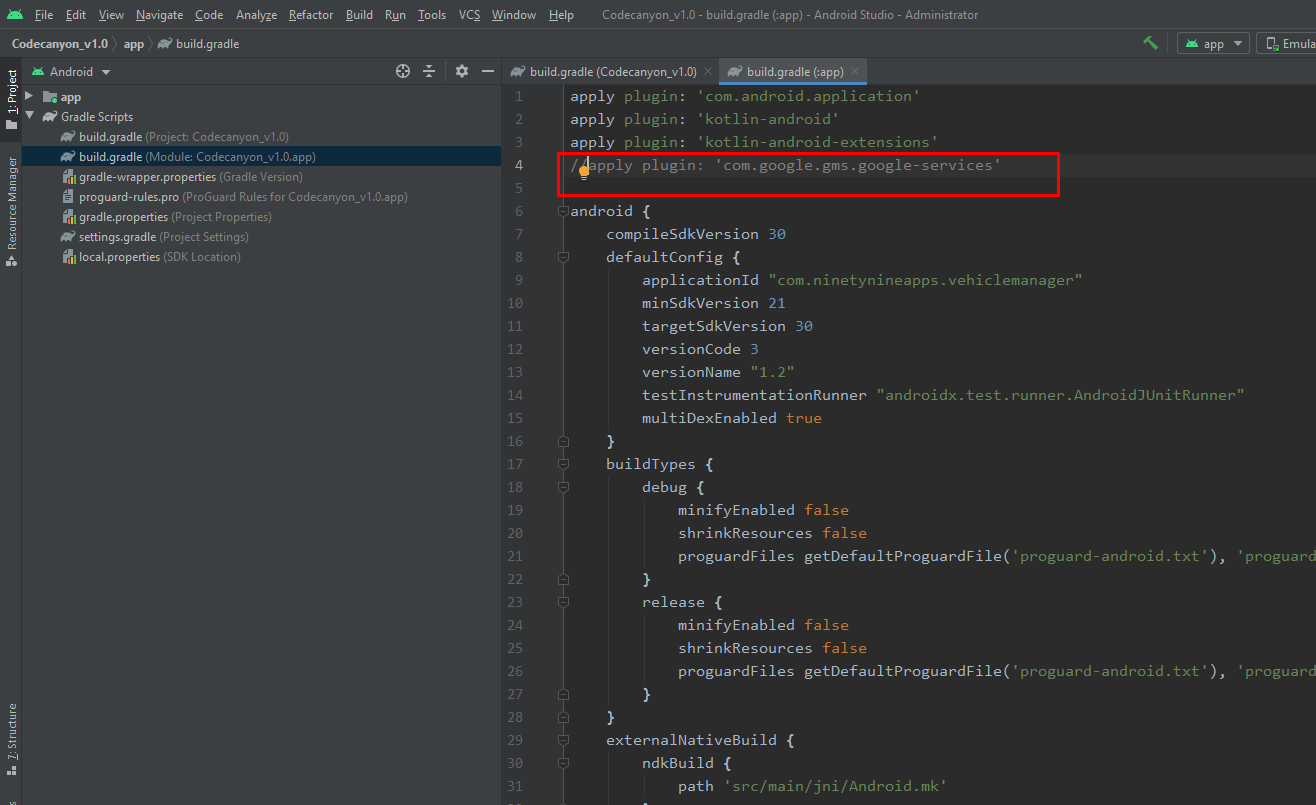 File Edit View Navigate Code Analyze Refactor Build Run Tools VCS Window Help Codecanyon_v1.0 - build.gradle (:app) - Android Studio - Administrator
Codecanyon_v1.0 app build.gradle app Emula
1: Project
Resource Manager
7: Structure
Android
app
Gradle Scripts
build.gradle (Project: Codecanyon_v1.0)
build.gradle (Module: Codecanyon_v1.0.app)
gradle-wrapper.properties (Gradle Version)
proguard-rules.pro (ProGuard Rules for Codecanyon_v1.0.app)
gradle.properties (Project Properties)
settings.gradle (Project Settings)
local.properties (SDK Location)
build.gradle (Codecanyon_v1.0) build.gradle (:app)
1 apply plugin: 'com.android.application'
2 apply plugin: 'kotlin-android'
3 apply plugin: 'kotlin-android-extensions'
4 //apply plugin: 'com.google.gms.google-services'
5
6 android {
7 compileSdkVersion 30
8 defaultConfig {
9 applicationId "com.ninetynineapps.vehiclemanager"
10 minSdkVersion 21
11 targetSdkVersion 30
12 versionCode 3
13 versionName "1.2"
14 testInstrumentationRunner "androidx.test.runner.AndroidJUnitRunner"
15 multiDexEnabled true
16 }
17 buildTypes {
18 debug {
19 minifyEnabled false
20 shrinkResources false
21 proguardFiles getDefaultProguardFile('proguard-android.txt'), 'proguard
22 }
23 release {
24 minifyEnabled false
25 shrinkResources false
26 proguardFiles getDefaultProguardFile('proguard-android.txt'), 'proguard
27 }
28 }
29 externalNativeBuild {
30 ndkBuild {
31 path 'src/main/jni/Android.mk'